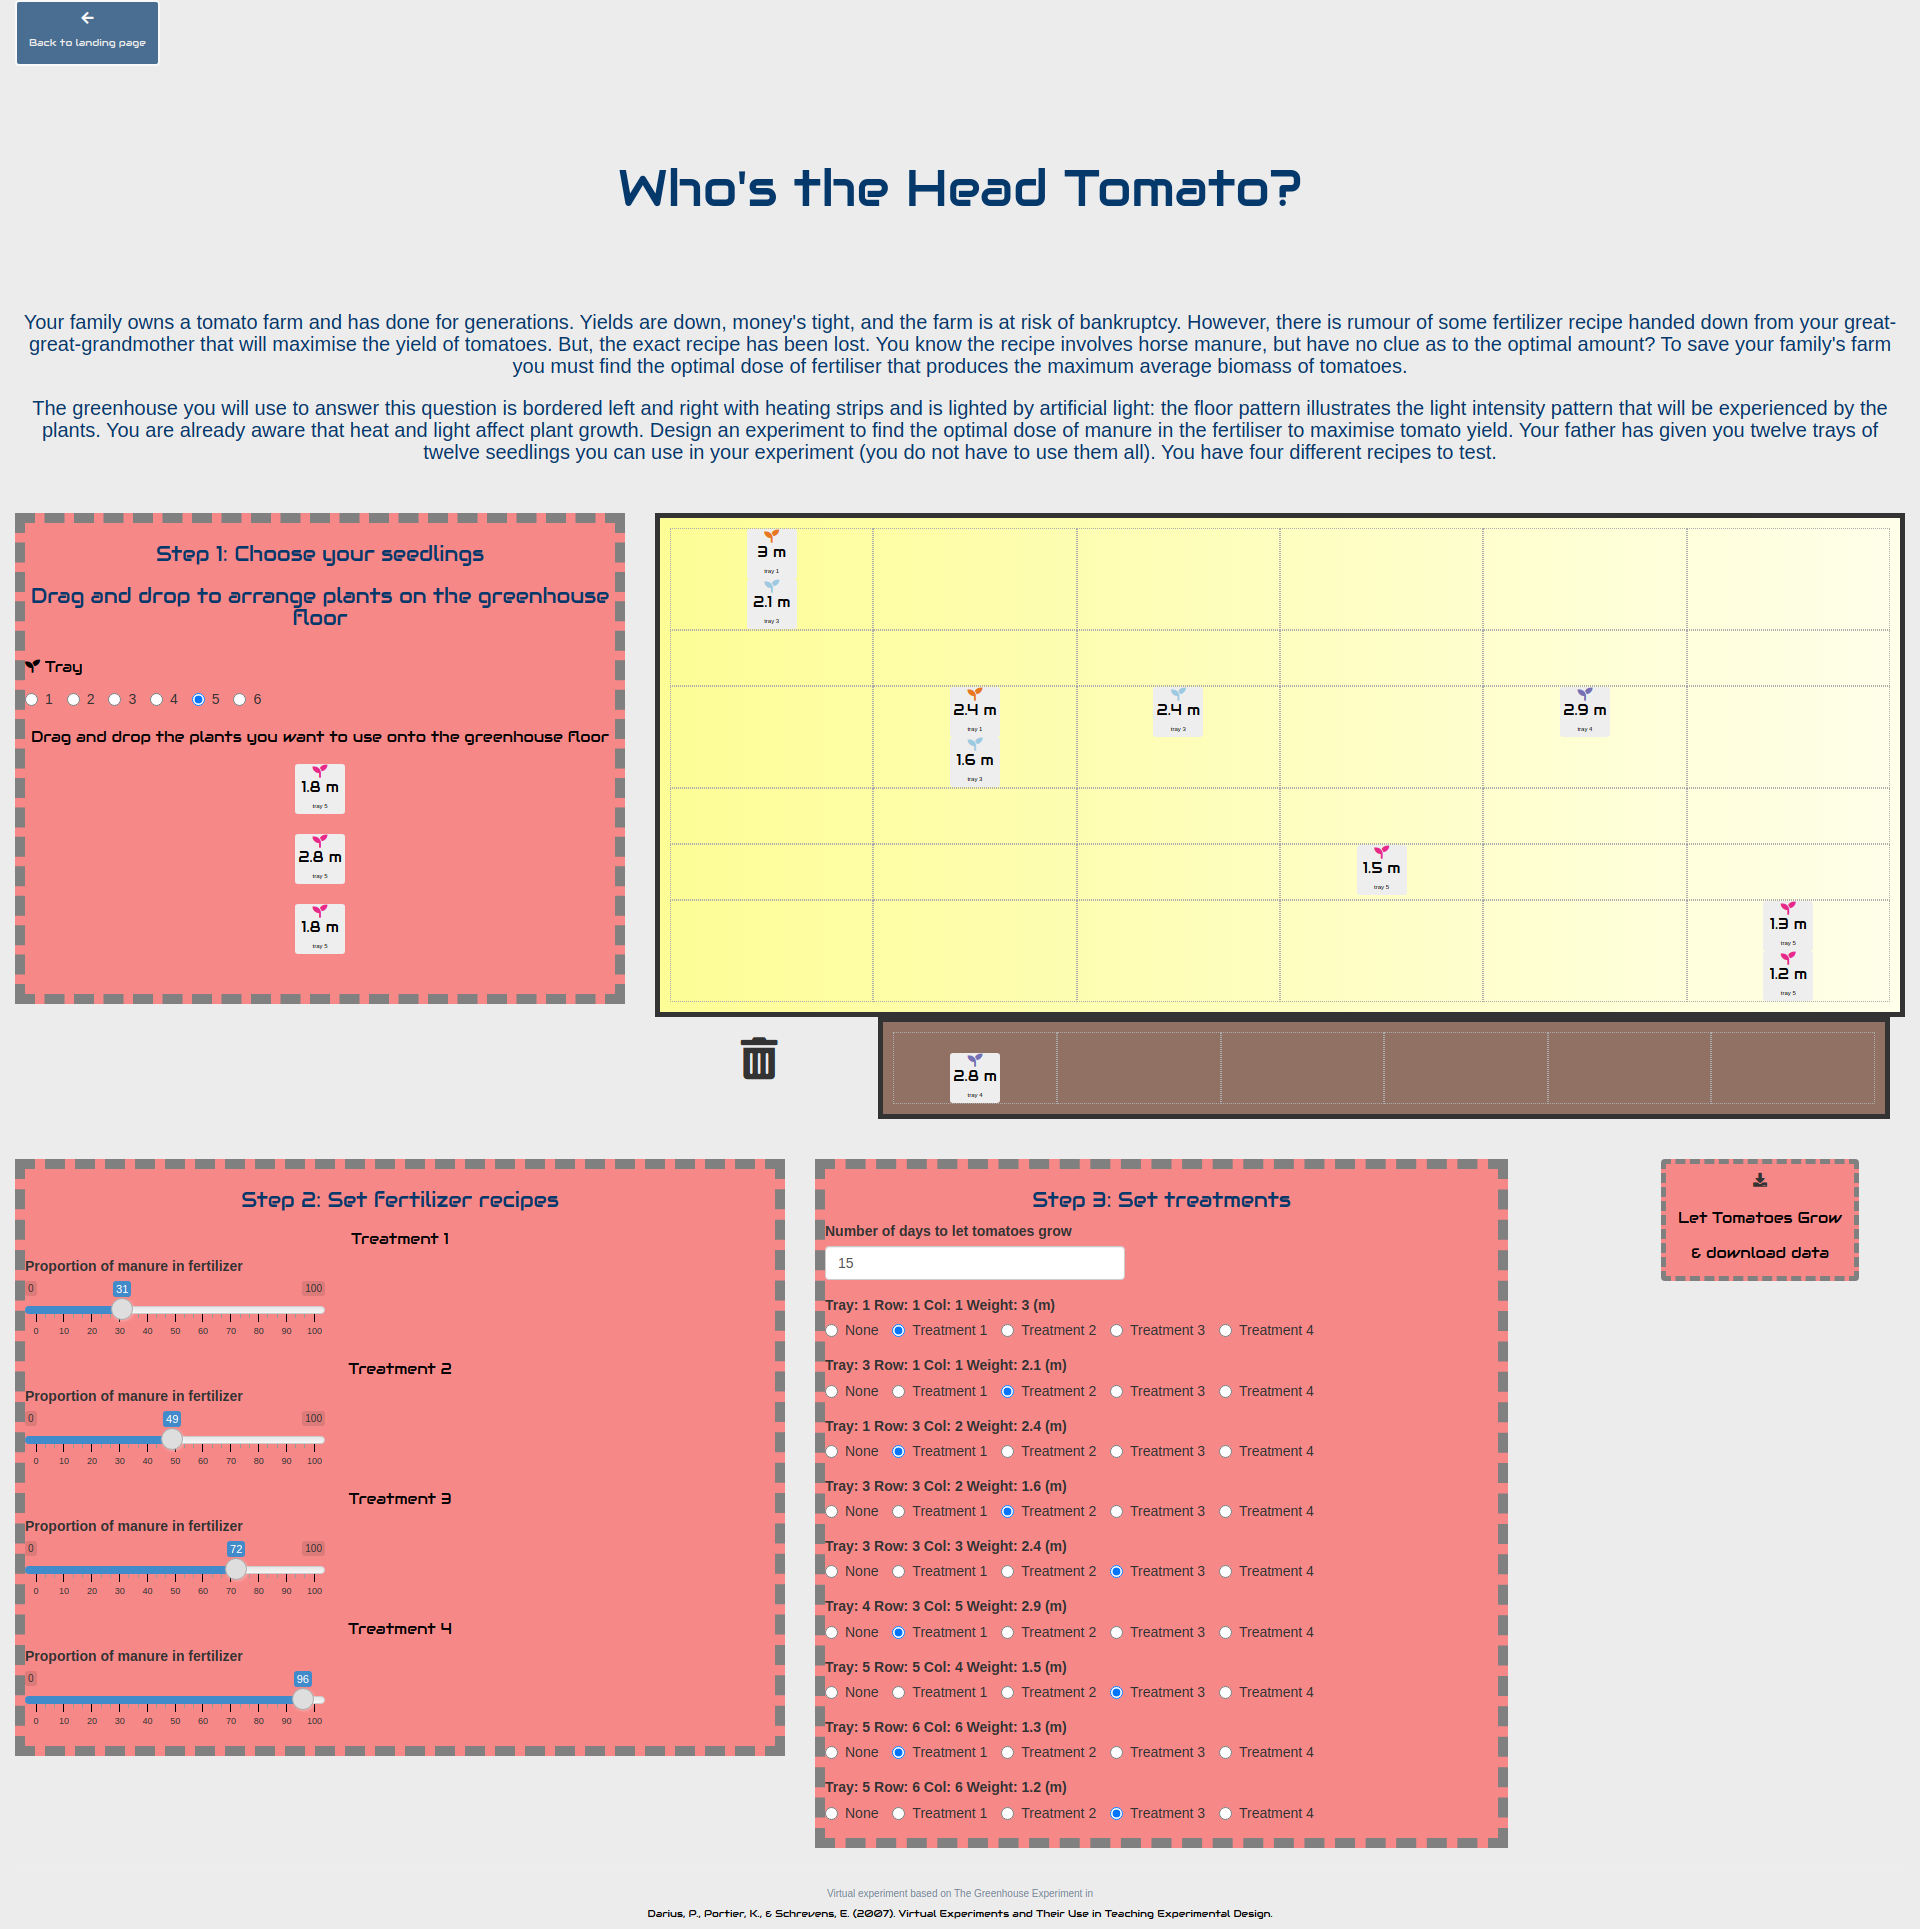 Back to landing page
Who's the Head Tomato?
Your family owns a tomato farm and has done for generations. Yields are down, money's tight, and the farm is at risk of bankruptcy. However, there is rumour of some fertilizer recipe handed down from your great-
great-grandmother that will maximise the yield of tomatoes. But, the exact recipe has been lost. You know the recipe involves horse manure, but have no clue as to the optimal amount? To save your family's farm
you must find the optimal dose of fertiliser that produces the maximum average biomass of tomatoes.
The greenhouse you will use to answer this question is bordered left and right with heating strips and is lighted by artificial light: the floor pattern illustrates the light intensity pattern that will be experienced by the
plants. You are already aware that heat and light affect plant growth. Design an experiment to find the optimal dose of manure in the fertiliser to maximise tomato yield. Your father has given you twelve trays of
twelve seedlings you can use in your experiment (you do not have to use them all). You have four different recipes to test.
Step 1: Choose your seedlings
Drag and drop to arrange plants on the greenhouse
floor
Tray
1 2 3 4 5 6
Drag and drop the plants you want to use onto the greenhouse floor
1.8 m
tray 5
2.8 m
tray 5
1.8 m
tray 5
3 m
tray 1
2.1 m
tray 3
2.4 m
tray 1
1.6 m
tray 3
2.4 m
tray 3
2.9 m
tray 4
1.5 m
tray 5
1.3 m
tray 5
1.2 m
tray 5
2.8 m
tray 4
Step 2: Set fertilizer recipes
Treatment 1
Proportion of manure in fertilizer
0 31 100
0 10 20 30 40 50 60 70 80 90 100
Treatment 2
Proportion of manure in fertilizer
0 49 100
0 10 20 30 40 50 60 70 80 90 100
Treatment 3
Proportion of manure in fertilizer
0 72 100
0 10 20 30 40 50 60 70 80 90 100
Treatment 4
Proportion of manure in fertilizer
0 96
0 10 20 30 40 50 60 70 80 90 100
Step 3: Set treatments
Number of days to let tomatoes grow
15
Tray: 1 Row: 1 Col: 1 Weight: 3 (m)
None Treatment 1 Treatment 2 Treatment 3 Treatment 4
Tray: 3 Row: 1 Col: 1 Weight: 2.1 (m)
None Treatment 1 Treatment 2 Treatment 3 Treatment 4
Tray: 1 Row: 3 Col: 2 Weight: 2.4 (m)
None Treatment 1 Treatment 2 Treatment 3 Treatment 4
Tray: 3 Row: 3 Col: 2 Weight: 1.6 (m)
None Treatment 1 Treatment 2 Treatment 3 Treatment 4
Tray: 3 Row: 3 Col: 3 Weight: 2.4 (m)
None Treatment 1 Treatment 2 Treatment 3 Treatment 4
Tray: 4 Row: 3 Col: 5 Weight: 2.9 (m)
None Treatment 1 Treatment 2 Treatment 3 Treatment 4
Tray: 5 Row: 5 Col: 4 Weight: 1.5 (m)
None Treatment 1 Treatment 2 Treatment 3 Treatment 4
Tray: 5 Row: 6 Col: 6 Weight: 1.3 (m)
None Treatment 1 Treatment 2 Treatment 3 Treatment 4
Tray: 5 Row: 6 Col: 6 Weight: 1.2 (m)
None Treatment 1 Treatment 2 Treatment 3 Treatment 4
Let Tomatoes Grow
& download data
Virtual experiment based on The Greenhouse Experiment in
Darius, P., Portier, K., & Schrevens, E. (2007). Virtual Experiments and Their Use in Teaching Experimental Design.